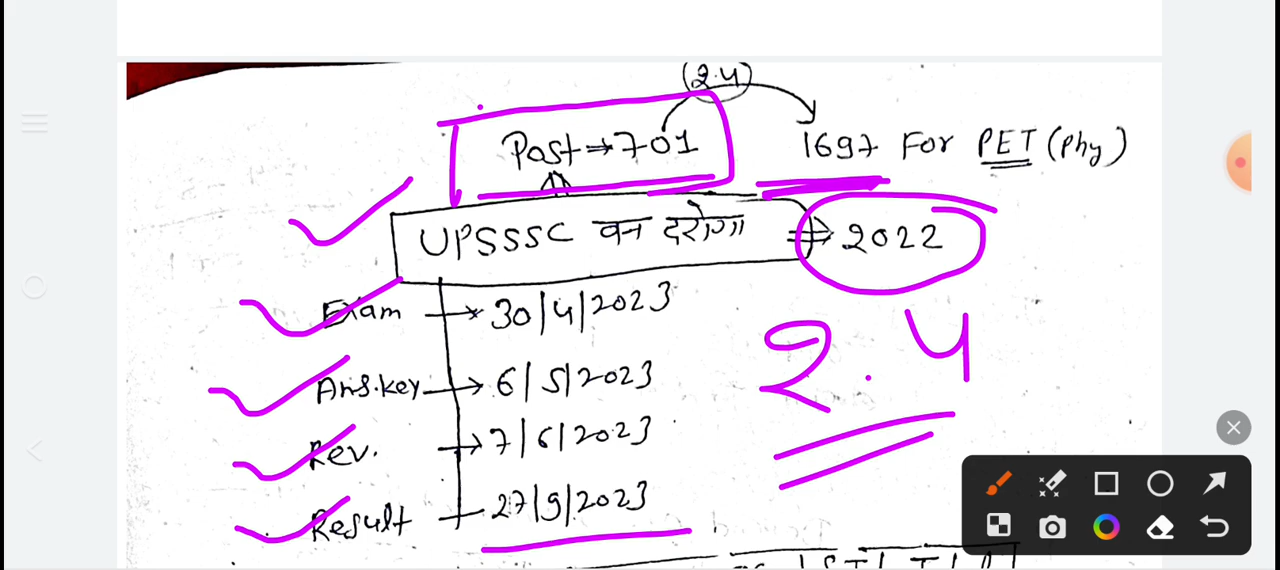 (2.4)
Post⇒701 1697 For PET (Phy)
UPSSSC वन दरोगा ⇒ 2022
Exam → 30/4/2023
2.4
Ans.key → 6/5/2023
Rev. → 7/6/2023
Result → 27/9/2023